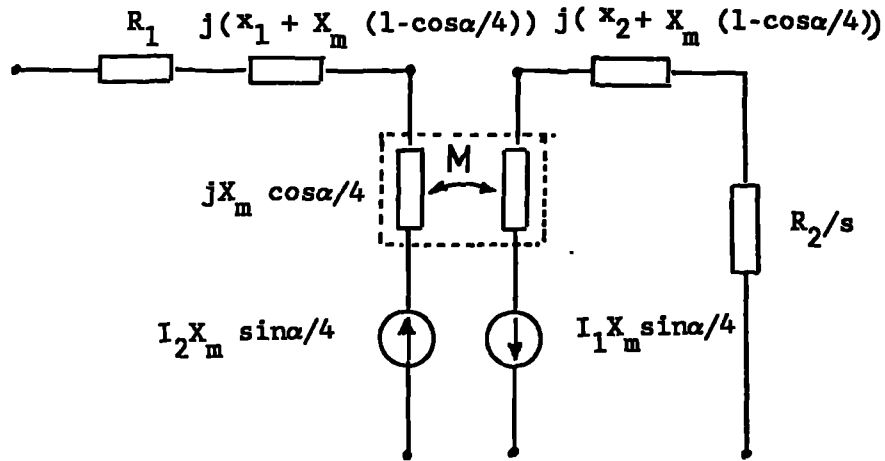 R₁ j(x₁ + Xₘ (1-cosα/4)) j( x₂+ Xₘ (1-cosα/4))
M
jXₘ cosα/4
R₂/s
I₂Xₘ sinα/4 I₁Xₘsinα/4